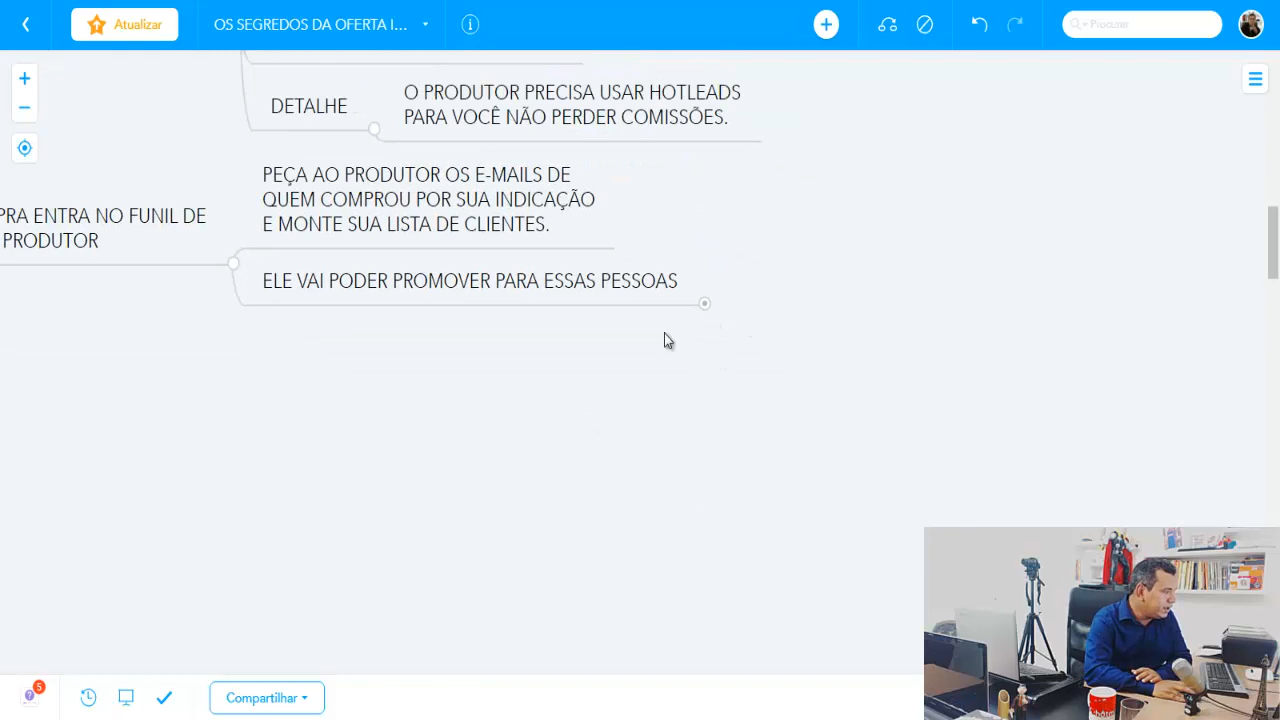 Atualizar
OS SEGREDOS DA OFERTA I...
Procurar
DETALHE
O PRODUTOR PRECISA USAR HOTLEADS
PARA VOCÊ NÃO PERDER COMISSÕES.
PEÇA AO PRODUTOR OS E-MAILS DE
QUEM COMPROU POR SUA INDICAÇÃO
E MONTE SUA LISTA DE CLIENTES.
PRA ENTRA NO FUNIL DE
PRODUTOR
ELE VAI PODER PROMOVER PARA ESSAS PESSOAS
5
Compartilhar